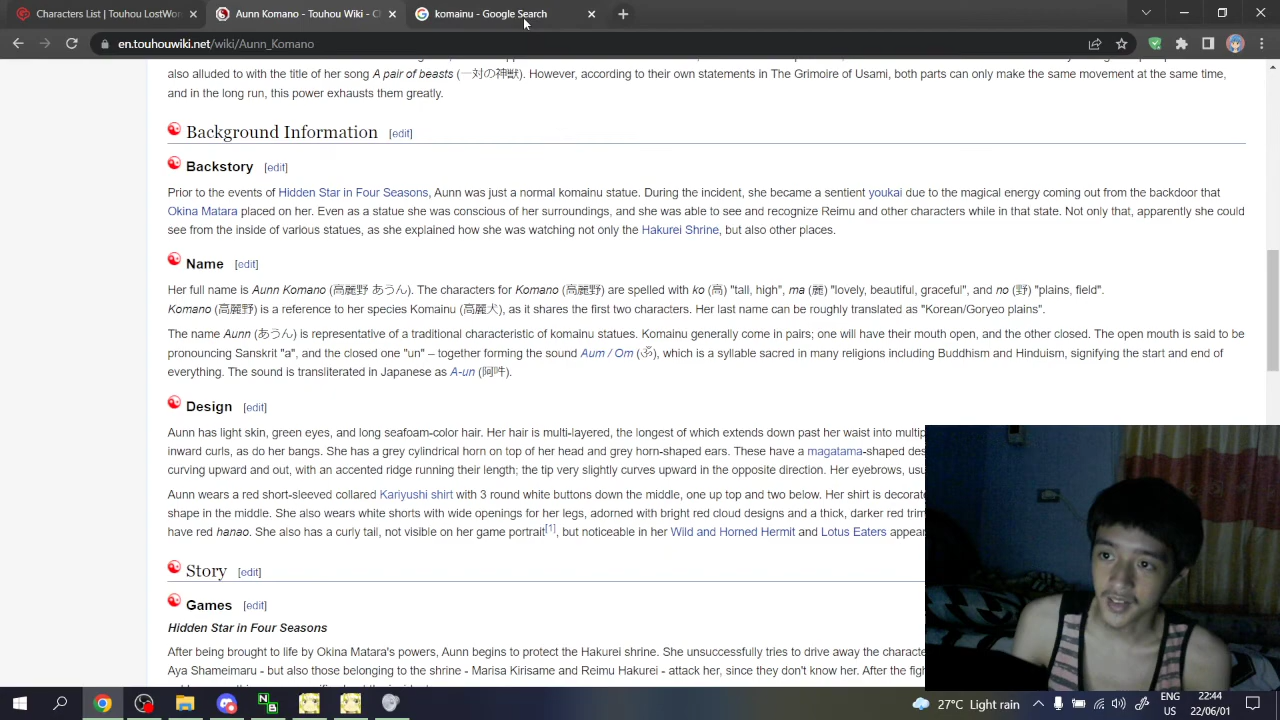 Characters List | Touhou LostWor
Aunn Komano - Touhou Wiki - C
komainu - Google Search
en.touhouwiki.net/wiki/Aunn_Komano
also alluded to with the title of her song A pair of beasts (一対の神獣). However, according to their own statements in The Grimoire of Usami, both parts can only make the same movement at the same time,
and in the long run, this power exhausts them greatly.
Background Information [edit]
Backstory [edit]
Prior to the events of Hidden Star in Four Seasons, Aunn was just a normal komainu statue. During the incident, she became a sentient youkai due to the magical energy coming out from the backdoor that
Okina Matara placed on her. Even as a statue she was conscious of her surroundings, and she was able to see and recognize Reimu and other characters while in that state. Not only that, apparently she could
see from the inside of various statues, as she explained how she was watching not only the Hakurei Shrine, but also other places.
Name [edit]
Her full name is Aunn Komano (高麗野 あうん). The characters for Komano (高麗野) are spelled with ko (高) "tall, high", ma (麗) "lovely, beautiful, graceful", and no (野) "plains, field".
Komano (高麗野) is a reference to her species Komainu (高麗犬), as it shares the first two characters. Her last name can be roughly translated as "Korean/Goryeo plains".
The name Aunn (あうん) is representative of a traditional characteristic of komainu statues. Komainu generally come in pairs; one will have their mouth open, and the other closed. The open mouth is said to be
pronouncing Sanskrit "a", and the closed one "un" – together forming the sound Aum / Om (ॐ), which is a syllable sacred in many religions including Buddhism and Hinduism, signifying the start and end of
everything. The sound is transliterated in Japanese as A-un (阿吽).
Design [edit]
Aunn has light skin, green eyes, and long seafoam-color hair. Her hair is multi-layered, the longest of which extends down past her waist into multip
inward curls, as do her bangs. She has a grey cylindrical horn on top of her head and grey horn-shaped ears. These have a magatama-shaped des
curving upward and out, with an accented ridge running their length; the tip very slightly curves upward in the opposite direction. Her eyebrows, usu
Aunn wears a red short-sleeved collared Kariyushi shirt with 3 round white buttons down the middle, one up top and two below. Her shirt is decorate
shape in the middle. She also wears white shorts with wide openings for her legs, adorned with bright red cloud designs and a thick, darker red trim
have red hanao. She also has a curly tail, not visible on her game portrait[1], but noticeable in her Wild and Horned Hermit and Lotus Eaters appear
Story [edit]
Games [edit]
Hidden Star in Four Seasons
After being brought to life by Okina Matara's powers, Aunn begins to protect the Hakurei shrine. She unsuccessfully tries to drive away the characte
Aya Shameimaru - but also those belonging to the shrine - Marisa Kirisame and Reimu Hakurei - attack her, since they don't know her. After the figh
27°C Light rain
ENG
US
22:44
22/06/01